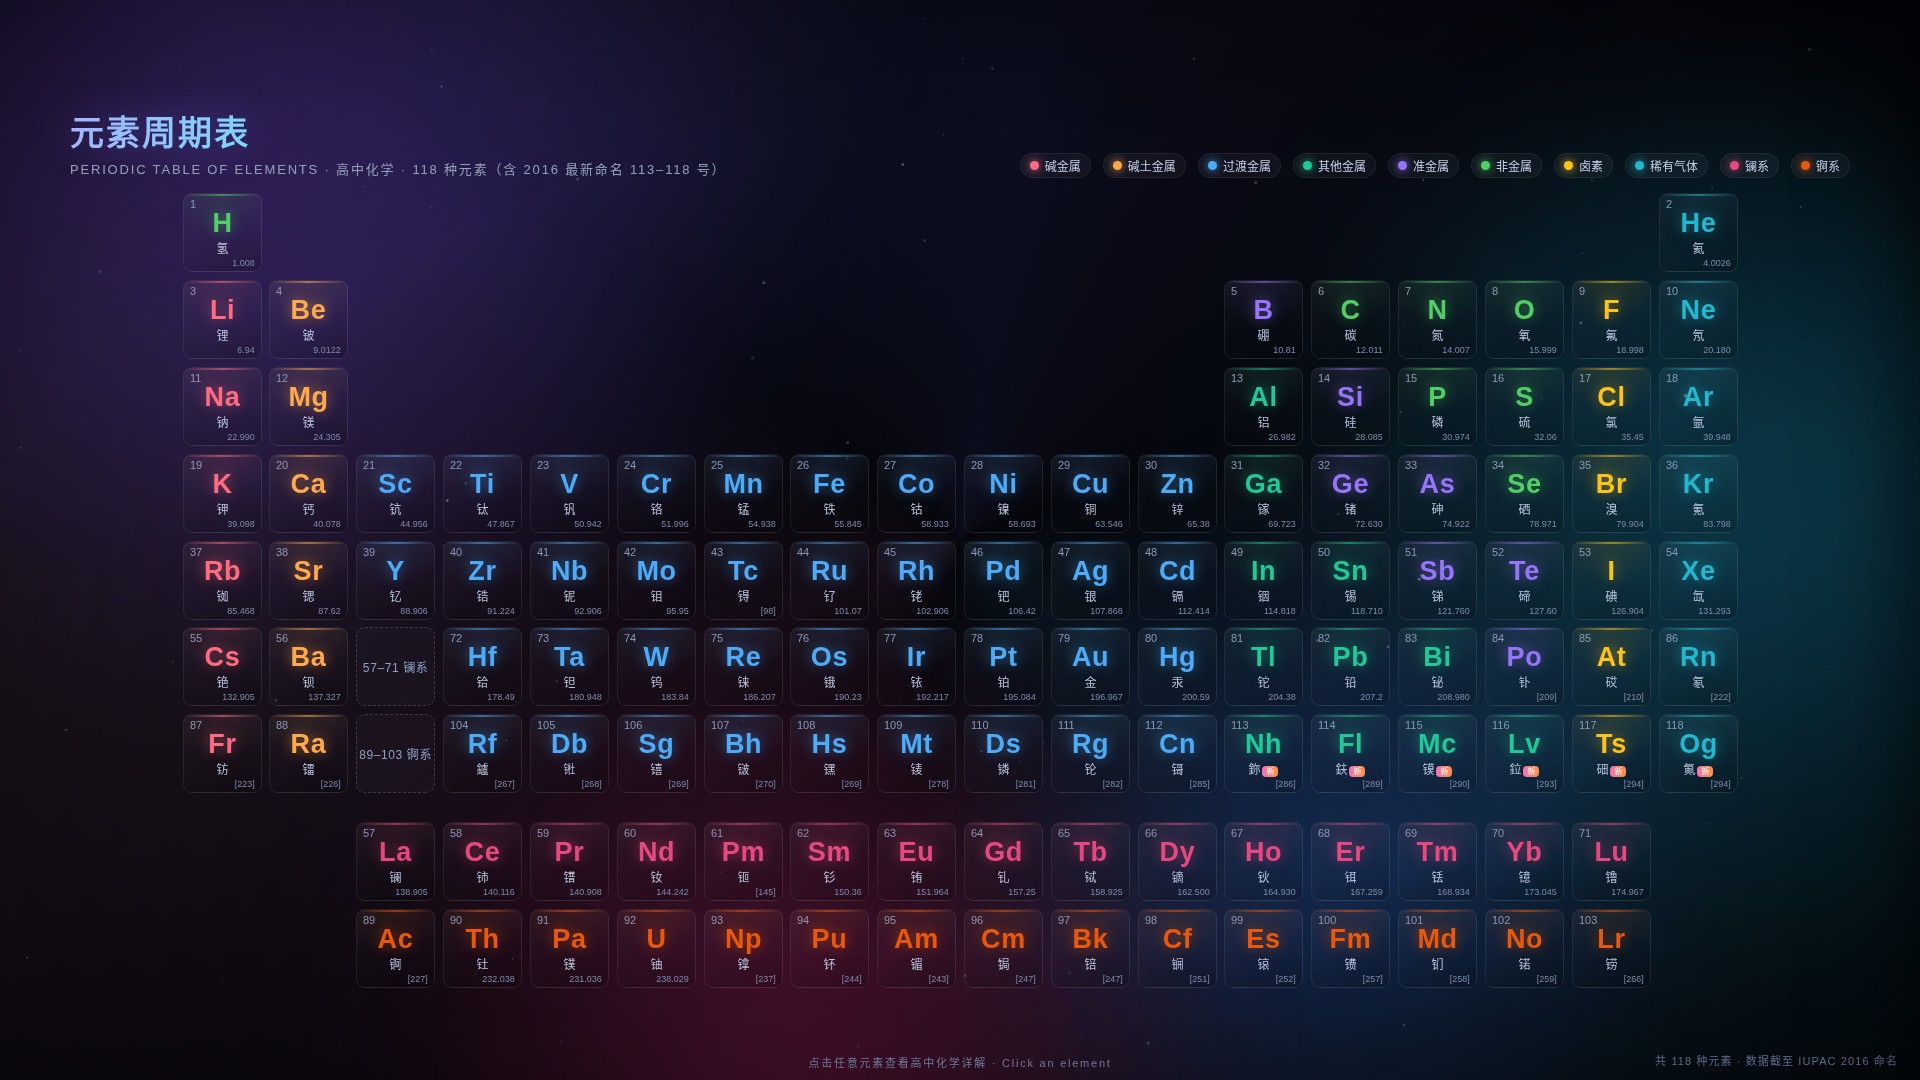 元素周期表
PERIODIC TABLE OF ELEMENTS · 高中化学 · 118 种元素（含 2016 最新命名 113–118 号）
碱金属 碱土金属 过渡金属 其他金属 准金属 非金属 卤素 稀有气体 镧系 锕系
1 2
H He
氢 氦
1.008 4.0026
3 4 5 6 7 8 9 10
Li Be B C N O F Ne
锂 铍 硼 碳 氮 氧 氟 氖
6.94 9.0122 10.81 12.011 14.007 15.999 18.998 20.180
11 12 13 14 15 16 17 18
Na Mg Al Si P S Cl Ar
钠 镁 铝 硅 磷 硫 氯 氩
22.990 24.305 26.982 28.085 30.974 32.06 35.45 39.948
19 20 21 22 23 24 25 26 27 28 29 30 31 32 33 34 35 36
K Ca Sc Ti V Cr Mn Fe Co Ni Cu Zn Ga Ge As Se Br Kr
钾 钙 钪 钛 钒 铬 锰 铁 钴 镍 铜 锌 镓 锗 砷 硒 溴 氪
39.098 40.078 44.956 47.867 50.942 51.996 54.938 55.845 58.933 58.693 63.546 65.38 69.723 72.630 74.922 78.971 79.904 83.798
37 38 39 40 41 42 43 44 45 46 47 48 49 50 51 52 53 54
Rb Sr Y Zr Nb Mo Tc Ru Rh Pd Ag Cd In Sn Sb Te I Xe
铷 锶 钇 锆 铌 钼 锝 钌 铑 钯 银 镉 铟 锡 锑 碲 碘 氙
85.468 87.62 88.906 91.224 92.906 95.95 [98] 101.07 102.906 106.42 107.868 112.414 114.818 118.710 121.760 127.60 126.904 131.293
55 56 72 73 74 75 76 77 78 79 80 81 82 83 84 85 86
Cs Ba 57–71 镧系 Hf Ta W Re Os Ir Pt Au Hg Tl Pb Bi Po At Rn
铯 钡 铪 钽 钨 铼 锇 铱 铂 金 汞 铊 铅 铋 钋 砹 氡
132.905 137.327 178.49 180.948 183.84 186.207 190.23 192.217 195.084 196.967 200.59 204.38 207.2 208.980 [209] [210] [222]
87 88 104 105 106 107 108 109 110 111 112 113 114 115 116 117 118
Fr Ra 89–103 锕系 Rf Db Sg Bh Hs Mt Ds Rg Cn Nh Fl Mc Lv Ts Og
钫 镭 𬭊 𬭳 𬭛 𬭶 鿏 𫟼 𬬭 鿔 新 新 新 新 新 新
[223] [226] [267] [268] [269] [270] [269] [278] [281] [282] [285] [286] [289] [290] [293] [294] [294]
57 58 59 60 61 62 63 64 65 66 67 68 69 70 71
La Ce Pr Nd Pm Sm Eu Gd Tb Dy Ho Er Tm Yb Lu
镧 铈 镨 钕 钷 钐 铕 钆 铽 镝 钬 铒 铥 镱 镥
138.905 140.116 140.908 144.242 [145] 150.36 151.964 157.25 158.925 162.500 164.930 167.259 168.934 173.045 174.967
89 90 91 92 93 94 95 96 97 98 99 100 101 102 103
Ac Th Pa U Np Pu Am Cm Bk Cf Es Fm Md No Lr
锕 钍 镤 铀 镎 钚 镅 锔 锫 锎 锿 镄 钔 锘 铹
[227] 232.038 231.036 238.029 [237] [244] [243] [247] [247] [251] [252] [257] [258] [259] [266]
点击任意元素查看高中化学详解 · Click an element
共 118 种元素 · 数据截至 IUPAC 2016 命名